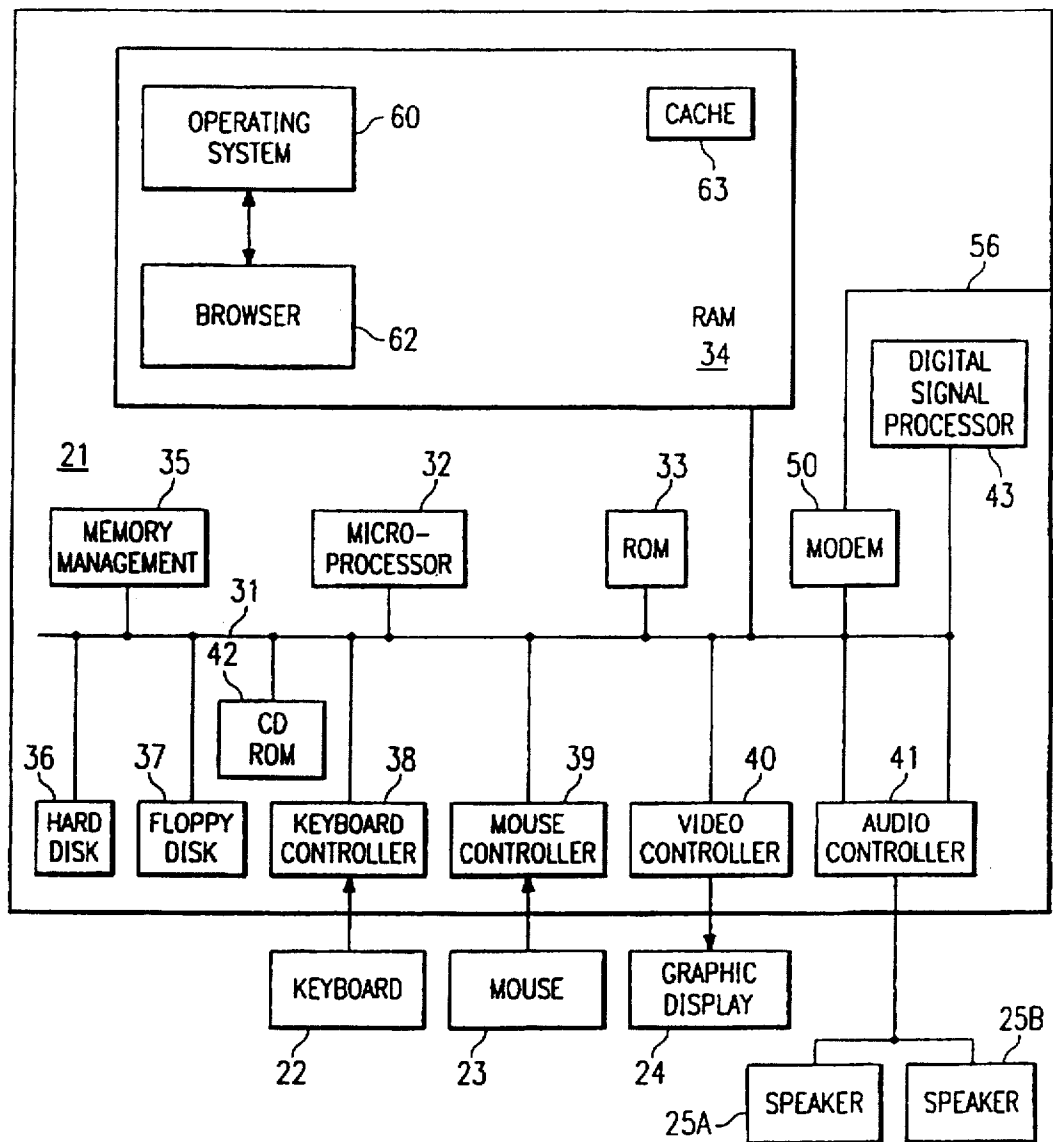 OPERATING
SYSTEM
60
CACHE
63
BROWSER
62
RAM
34
56
DIGITAL
SIGNAL
PROCESSOR
43
21
35
MEMORY
MANAGEMENT
32
MICRO-
PROCESSOR
33
ROM
50
MODEM
31
42
CD
ROM
36
HARD
DISK
37
FLOPPY
DISK
38
KEYBOARD
CONTROLLER
39
MOUSE
CONTROLLER
40
VIDEO
CONTROLLER
41
AUDIO
CONTROLLER
KEYBOARD
22
MOUSE
23
GRAPHIC
DISPLAY
24
25A
SPEAKER
25B
SPEAKER